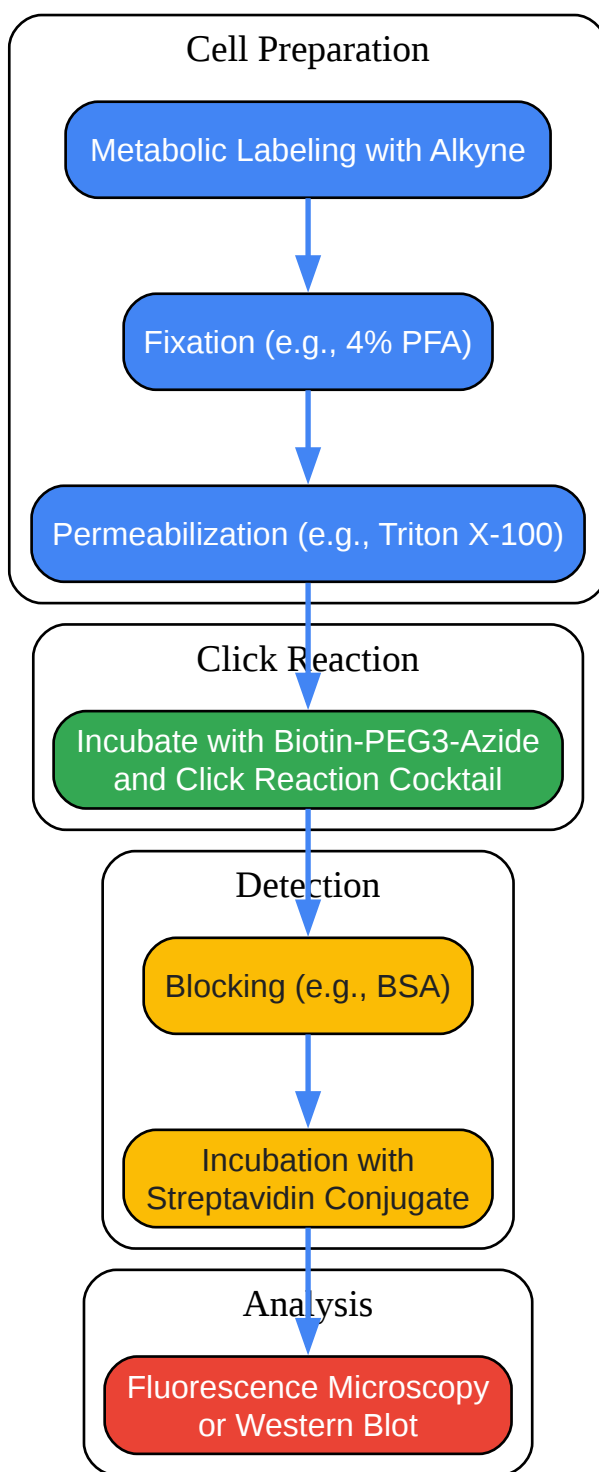 Cell Preparation
Metabolic Labeling with Alkyne
Fixation (e.g., 4% PFA)
Permeabilization (e.g., Triton X-100)
Click Reaction
Incubate with Biotin-PEG3-Azide
and Click Reaction Cocktail
Detection
Blocking (e.g., BSA)
Incubation with
Streptavidin Conjugate
Analysis
Fluorescence Microscopy
or Western Blot